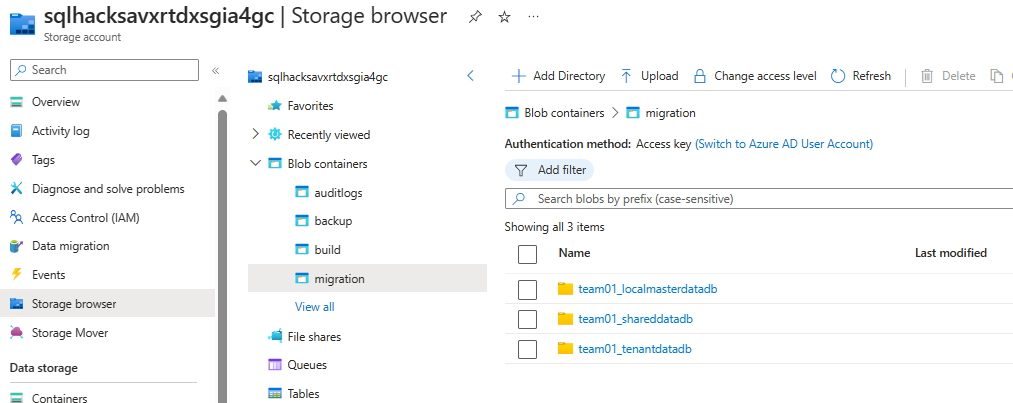 sqlhacksavxrtdxsgia4gc | Storage browser
Storage account
Search
Overview
Activity log
Tags
Diagnose and solve problems
Access Control (IAM)
Data migration
Events
Storage browser
Storage Mover
Data storage
Containers
sqlhacksavxrtdxsgia4gc
Favorites
Recently viewed
Blob containers
auditlogs
backup
build
migration
View all
File shares
Queues
Tables
Add Directory Upload Change access level Refresh Delete
Blob containers > migration
Authentication method: Access key (Switch to Azure AD User Account)
Add filter
Search blobs by prefix (case-sensitive)
Showing all 3 items
Name Last modified
team01_localmasterdatadb
team01_shareddatadb
team01_tenantdatadb